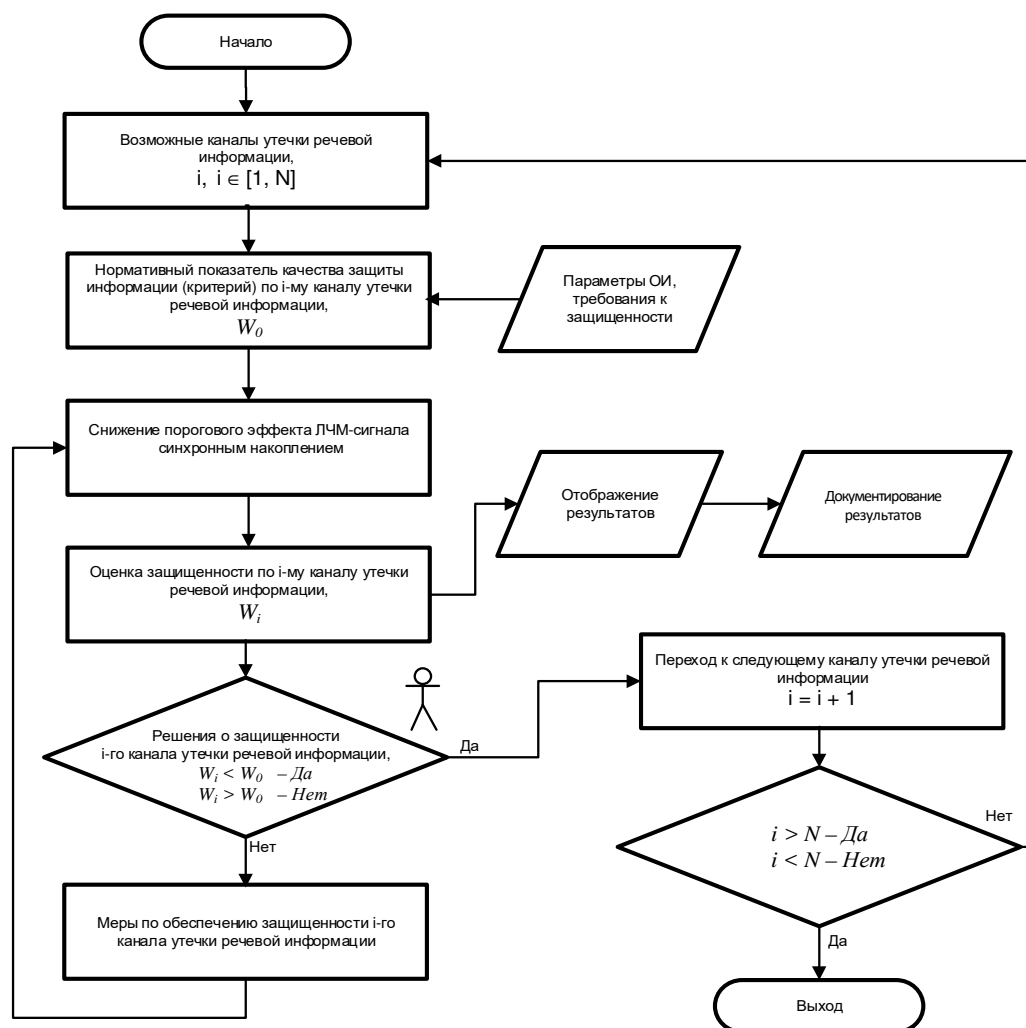 Начало
Возможные каналы утечки речевой
информации,
i, i ∈ [1, N]
Нормативный показатель качества защиты
информации (критерий) по i-му каналу утечки
речевой информации,
W₀
Параметры ОИ,
требования к
защищенности
Снижение порогового эффекта ЛЧМ-сигнала
синхронным накоплением
Отображение
результатов
Документирование
результатов
Оценка защищенности по i-му каналу утечки
речевой информации,
Wᵢ
Переход к следующему каналу утечки речевой
информации
i = i + 1
Решения о защищенности
i-го канала утечки речевой информации,
Wᵢ < W₀ – Да
Wᵢ > W₀ – Нет
Да
Нет
i > N – Да
i < N – Нет
Нет
Меры по обеспечению защищенности i-го
канала утечки речевой информации
Да
Выход